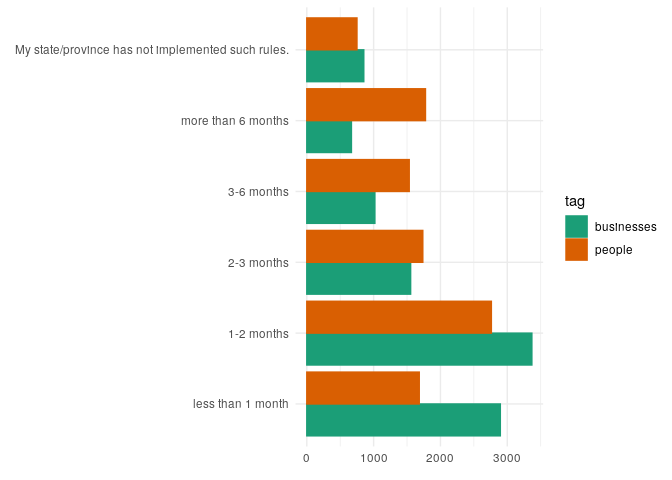 My state/province has not implemented such rules.
more than 6 months
3-6 months
2-3 months
1-2 months
less than 1 month
0 1000 2000 3000
tag
businesses
people